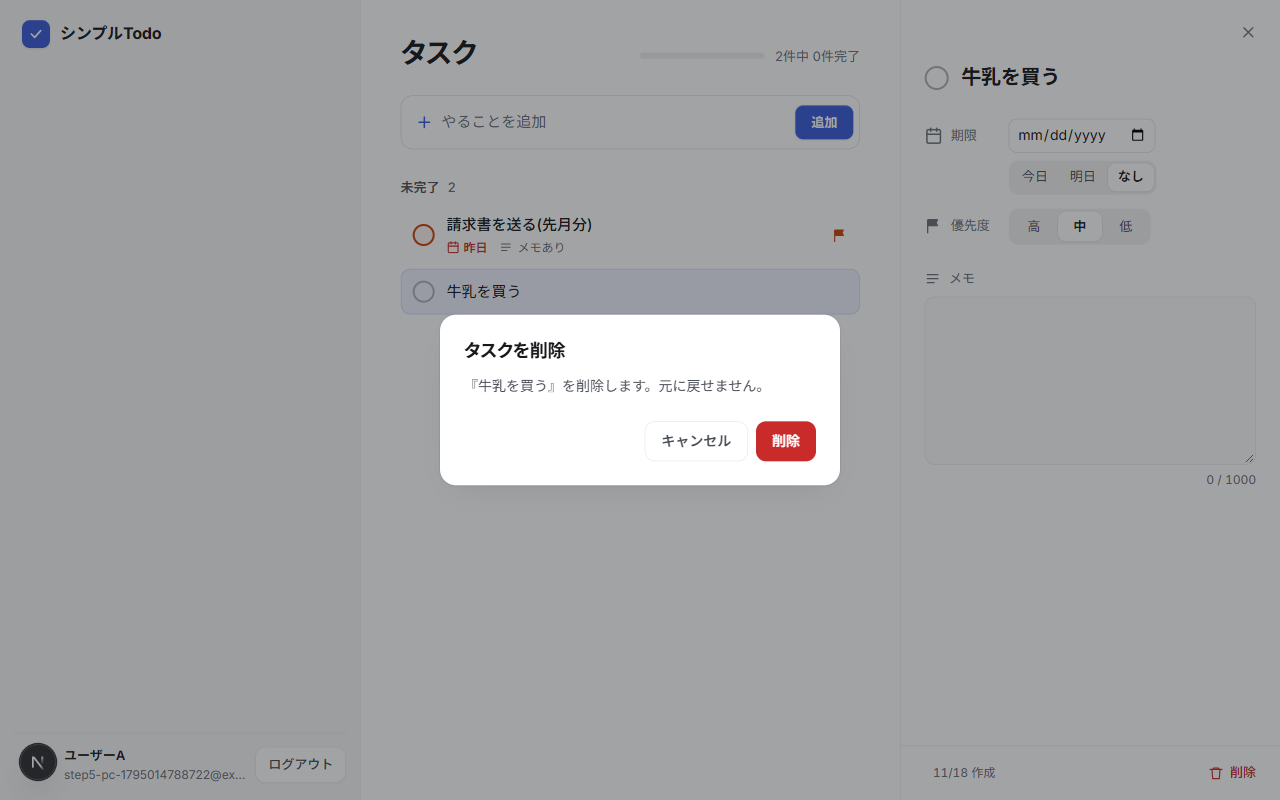 シンプルTodo
タスク
2件中 0件完了
やることを追加
追加
未完了 2
請求書を送る(先月分)
昨日 メモあり
牛乳を買う
タスクを削除
『牛乳を買う』を削除します。元に戻せません。
キャンセル 削除
牛乳を買う
期限 mm/dd/yyyy
今日 明日 なし
優先度 高 中 低
メモ
0 / 1000
11/18 作成 削除
N
ユーザーA
step5-pc-1795014788722@ex...
ログアウト